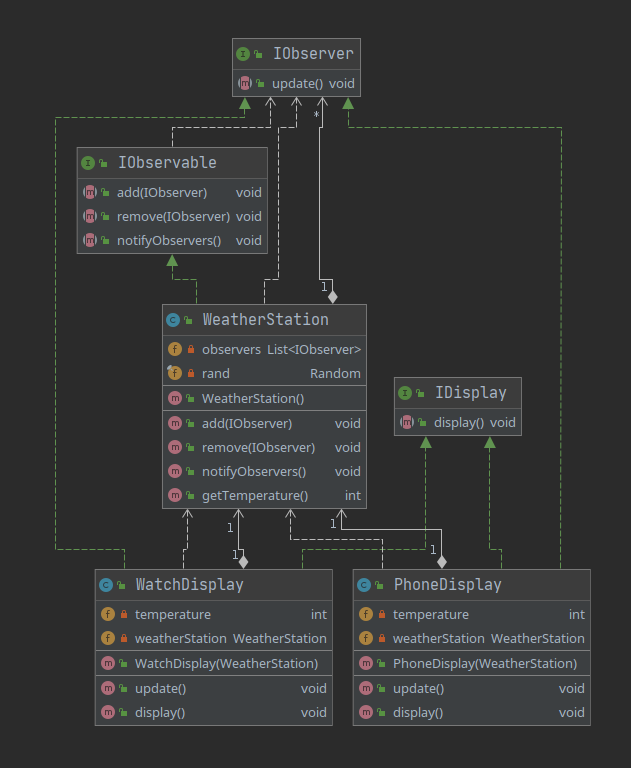 IObserver
update() void
*
IObservable
add(IObserver) void
remove(IObserver) void
notifyObservers() void
1
WeatherStation
observers List<IObserver>
rand Random
WeatherStation()
add(IObserver) void
remove(IObserver) void
notifyObservers() void
getTemperature() int
IDisplay
display() void
1
1
1
1
WatchDisplay
temperature int
weatherStation WeatherStation
WatchDisplay(WeatherStation)
update() void
display() void
PhoneDisplay
temperature int
weatherStation WeatherStation
PhoneDisplay(WeatherStation)
update() void
display() void